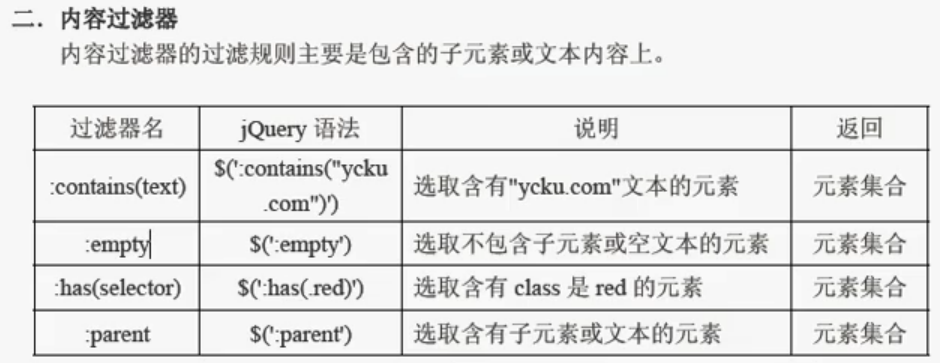 二．内容过滤器
内容过滤器的过滤规则主要是包含的子元素或文本内容上。
过滤器名 jQuery 语法 说明 返回
:contains(text) $(':contains("ycku
.com")') 选取含有"ycku.com"文本的元素 元素集合
:empty $(':empty') 选取不包含子元素或空文本的元素 元素集合
:has(selector) $(':has(.red)') 选取含有 class 是 red 的元素 元素集合
:parent $(':parent') 选取含有子元素或文本的元素 元素集合